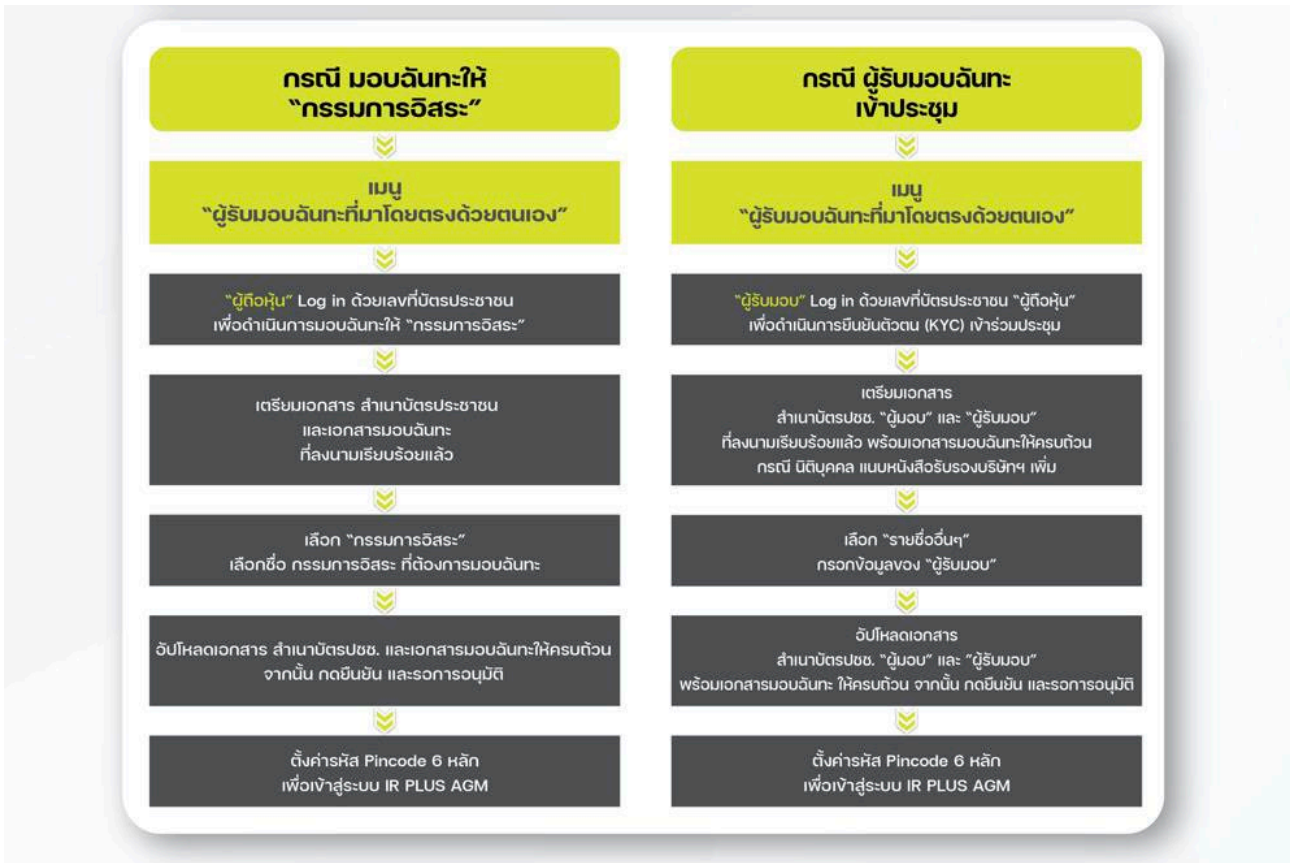 กรณี มอบฉันทะให้
“กรรมการอิสระ”
เมนู
“ผู้รับมอบฉันทะที่มาโดยตรงด้วยตนเอง”
“ผู้ถือหุ้น” Log in ด้วยเลขที่บัตรประชาชน
เพื่อดำเนินการมอบฉันทะให้ “กรรมการอิสระ”
เตรียมเอกสาร สำเนาบัตรประชาชน
และเอกสารมอบฉันทะ
ที่ลงนามเรียบร้อยแล้ว
เลือก “กรรมการอิสระ”
เลือกชื่อ กรรมการอิสระ ที่ต้องการมอบฉันทะ
อัปโหลดเอกสาร สำเนาบัตรปชช. และเอกสารมอบฉันทะให้ครบถ้วน
จากนั้น กดยืนยัน และรอการอนุมัติ
ตั้งค่ารหัส Pincode 6 หลัก
เพื่อเข้าสู่ระบบ IR PLUS AGM
กรณี ผู้รับมอบฉันทะ
เข้าประชุม
เมนู
“ผู้รับมอบฉันทะที่มาโดยตรงด้วยตนเอง”
“ผู้รับมอบ” Log in ด้วยเลขที่บัตรประชาชน “ผู้ถือหุ้น”
เพื่อดำเนินการยืนยันตัวตน (KYC) เข้าร่วมประชุม
เตรียมเอกสาร
สำเนาบัตรปชช. “ผู้มอบ” และ “ผู้รับมอบ”
ที่ลงนามเรียบร้อยแล้ว พร้อมเอกสารมอบฉันทะให้ครบถ้วน
กรณี นิติบุคคล แนบหนังสือรับรองบริษัทฯ เพิ่ม
เลือก “รายชื่ออื่นๆ”
กรอกข้อมูลของ “ผู้รับมอบ”
อัปโหลดเอกสาร
สำเนาบัตรปชช. “ผู้มอบ” และ “ผู้รับมอบ”
พร้อมเอกสารมอบฉันทะ ให้ครบถ้วน จากนั้น กดยืนยัน และรอการอนุมัติ
ตั้งค่ารหัส Pincode 6 หลัก
เพื่อเข้าสู่ระบบ IR PLUS AGM